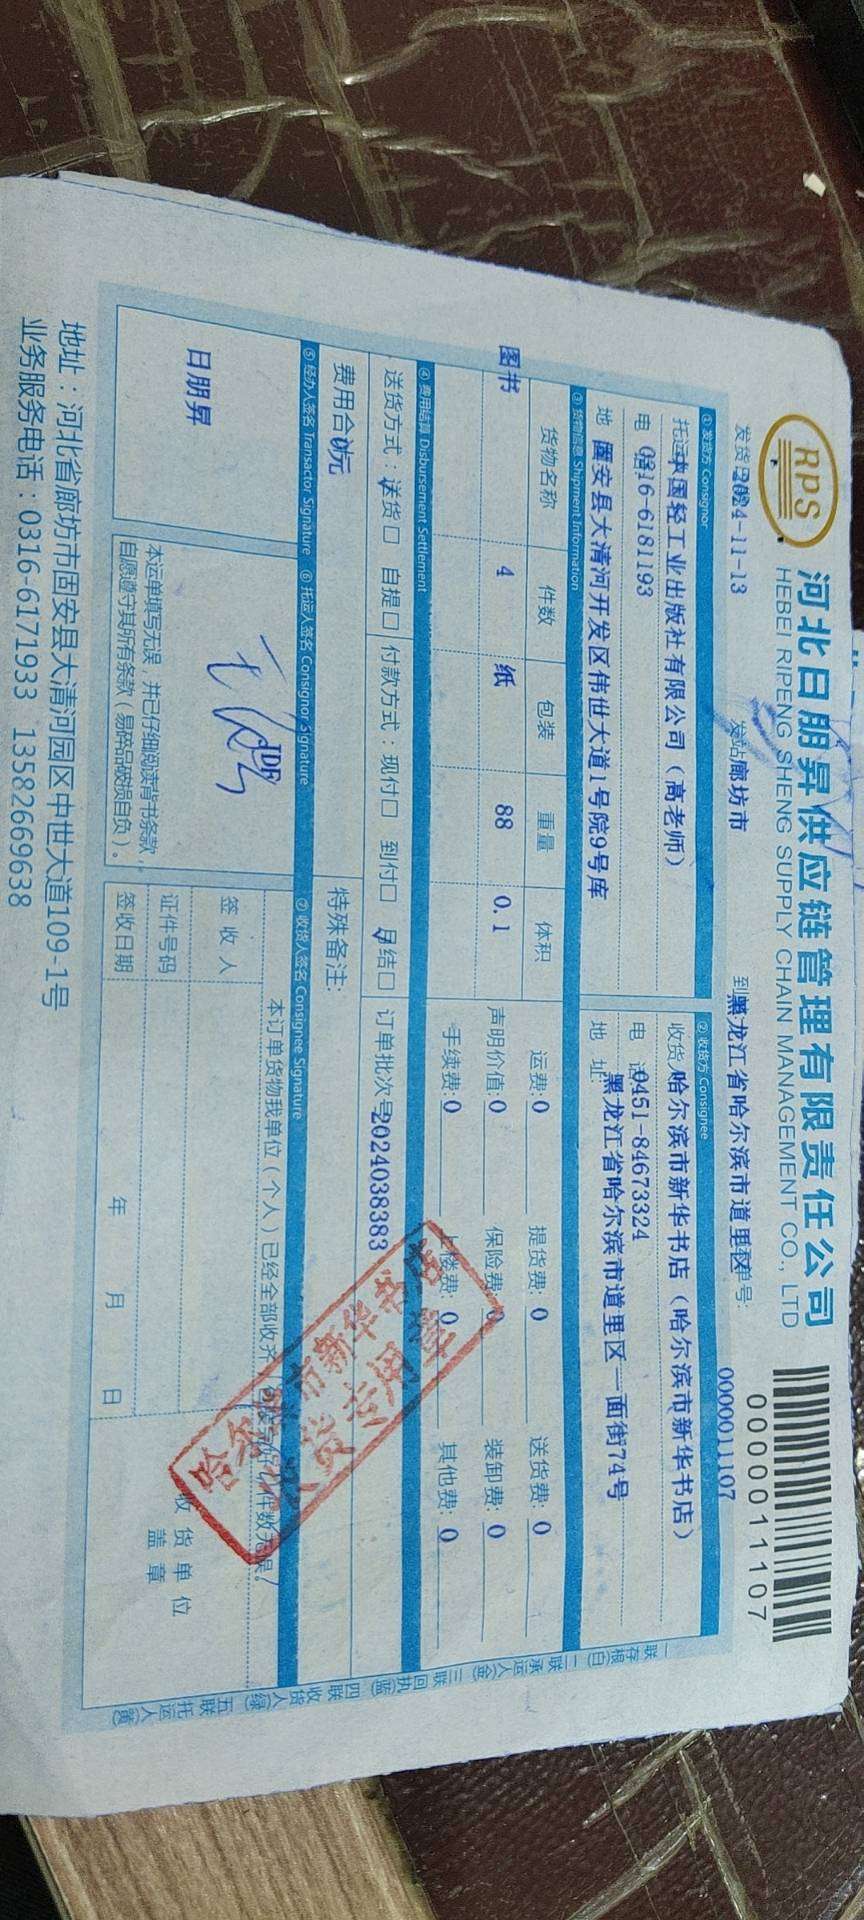 RPS
河北日朋昇供应链管理有限责任公司
HEBEI RIPENG SHENG SUPPLY CHAIN MANAGEMENT CO., LTD
0000011107
发货日 2024-11-13 发站 廊坊市 到 黑龙江省哈尔滨市道里区 单号: 0000011107
① 发货方 Consignor ② 收货方 Consignee
托运 中国轻工业出版社有限公司（高老师） 收货人 哈尔滨市新华书店（哈尔滨市新华书店）
电 0316-6181193 电 话 0451-84673324
地 固安县大清河开发区伟世大道1号院9号库 地 址: 黑龙江省哈尔滨市道里区一面街74号
③ 货物信息 Shipment Information
货物名称 件数 包装 重量 体积 运费: 0 提货费: 0 送货费: 0
图书 4 纸 88 0.1 声明价值: 0 保险费: 0 装卸费: 0
手续费: 0 上楼费: 0 其他费: 0
④ 费用结算 Disbursement Settlement
送货方式：送货□ 自提□ 付款方式：现付□ 到付□ 月结□ 订单批次号 2024038383
费用合 0元 特殊备注:
⑤ 经办人签名 Transactor Signature ⑥ 托运人签名 Consignor Signature ⑦ 收货人签名 Consignee Signature
日朋昇
IDF
本运单填写无误，并已仔细阅读背书条款
自愿遵守其所有条款（易碎品破损自负）。
本订单货物我单位（个人）已经全部收齐
件数无误。
签 收 人
证件号码
签收日期 年 月 日
收 货 单 位
盖 章
哈尔滨市新华书店
收货专用章
一联存根(白) 二联承运人(金) 三联回执(蓝) 四联收货人(绿) 五联托运人(黄)
地址：河北省廊坊市固安县大清河园区中世大道109-1号
业务服务电话：0316-6171933 13582669638